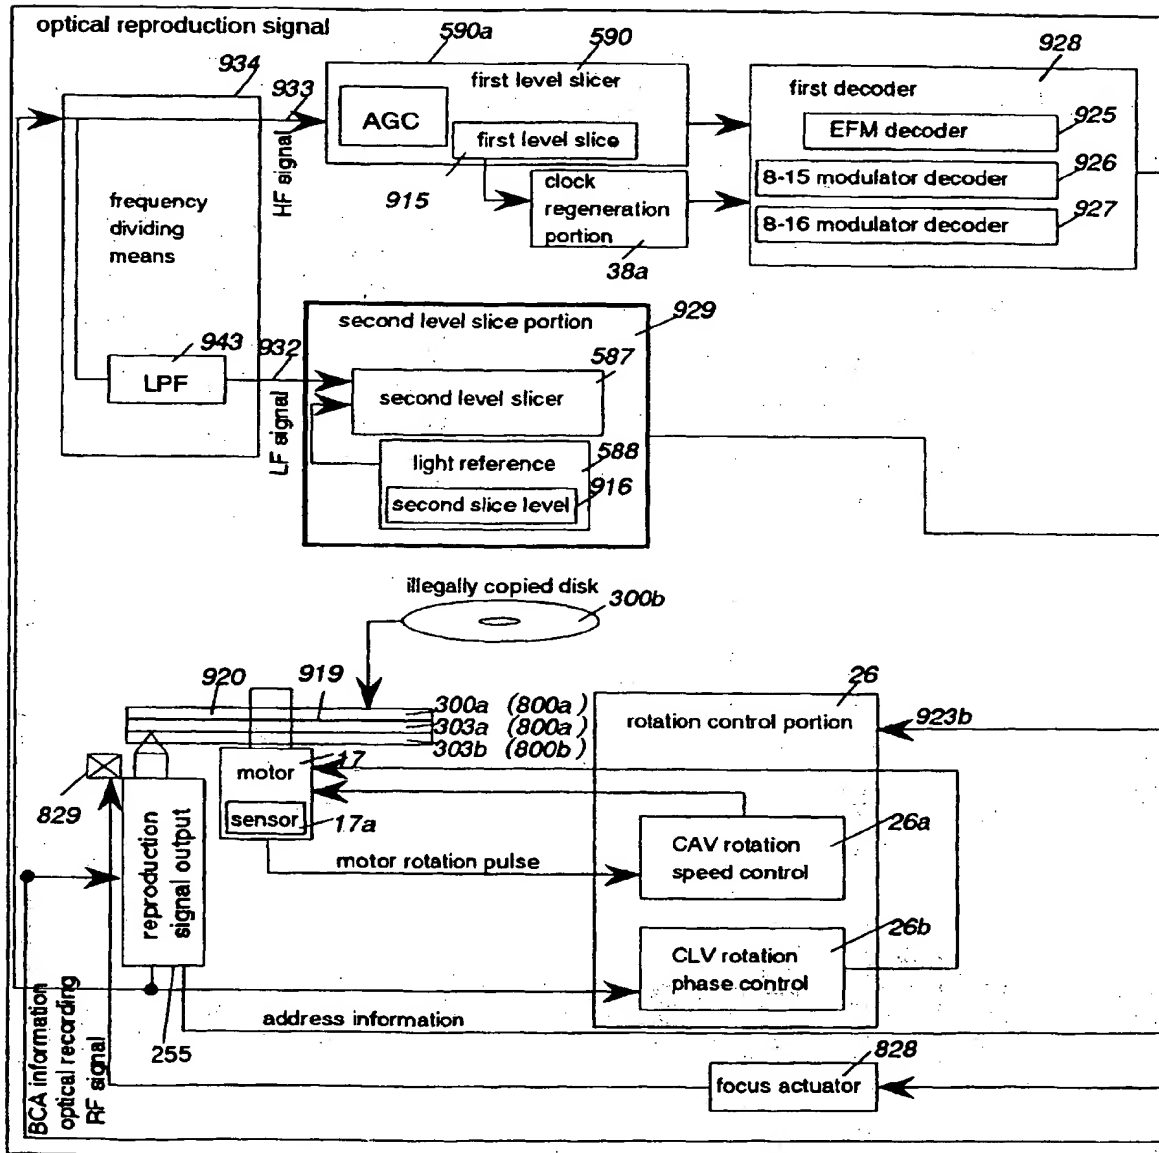 optical reproduction signal
934
933
HF signal
590a
590
first level slicer
AGC
first level slice
915
clock
regeneration
portion
38a
928
first decoder
EFM decoder
925
8-15 modulator decoder
926
8-16 modulator decoder
927
frequency
dividing
means
943
LPF
932
LF signal
second level slice portion
929
587
second level slicer
light reference
588
second slice level
916
illegally copied disk
300b
920
919
300a (800a)
303a (800a)
303b (800b)
829
motor
17
sensor
17a
reproduction
signal output
255
motor rotation pulse
26
rotation control portion
923b
CAV rotation
speed control
26a
CLV rotation
phase control
26b
address information
BCA information
optical recording
RF signal
828
focus actuator